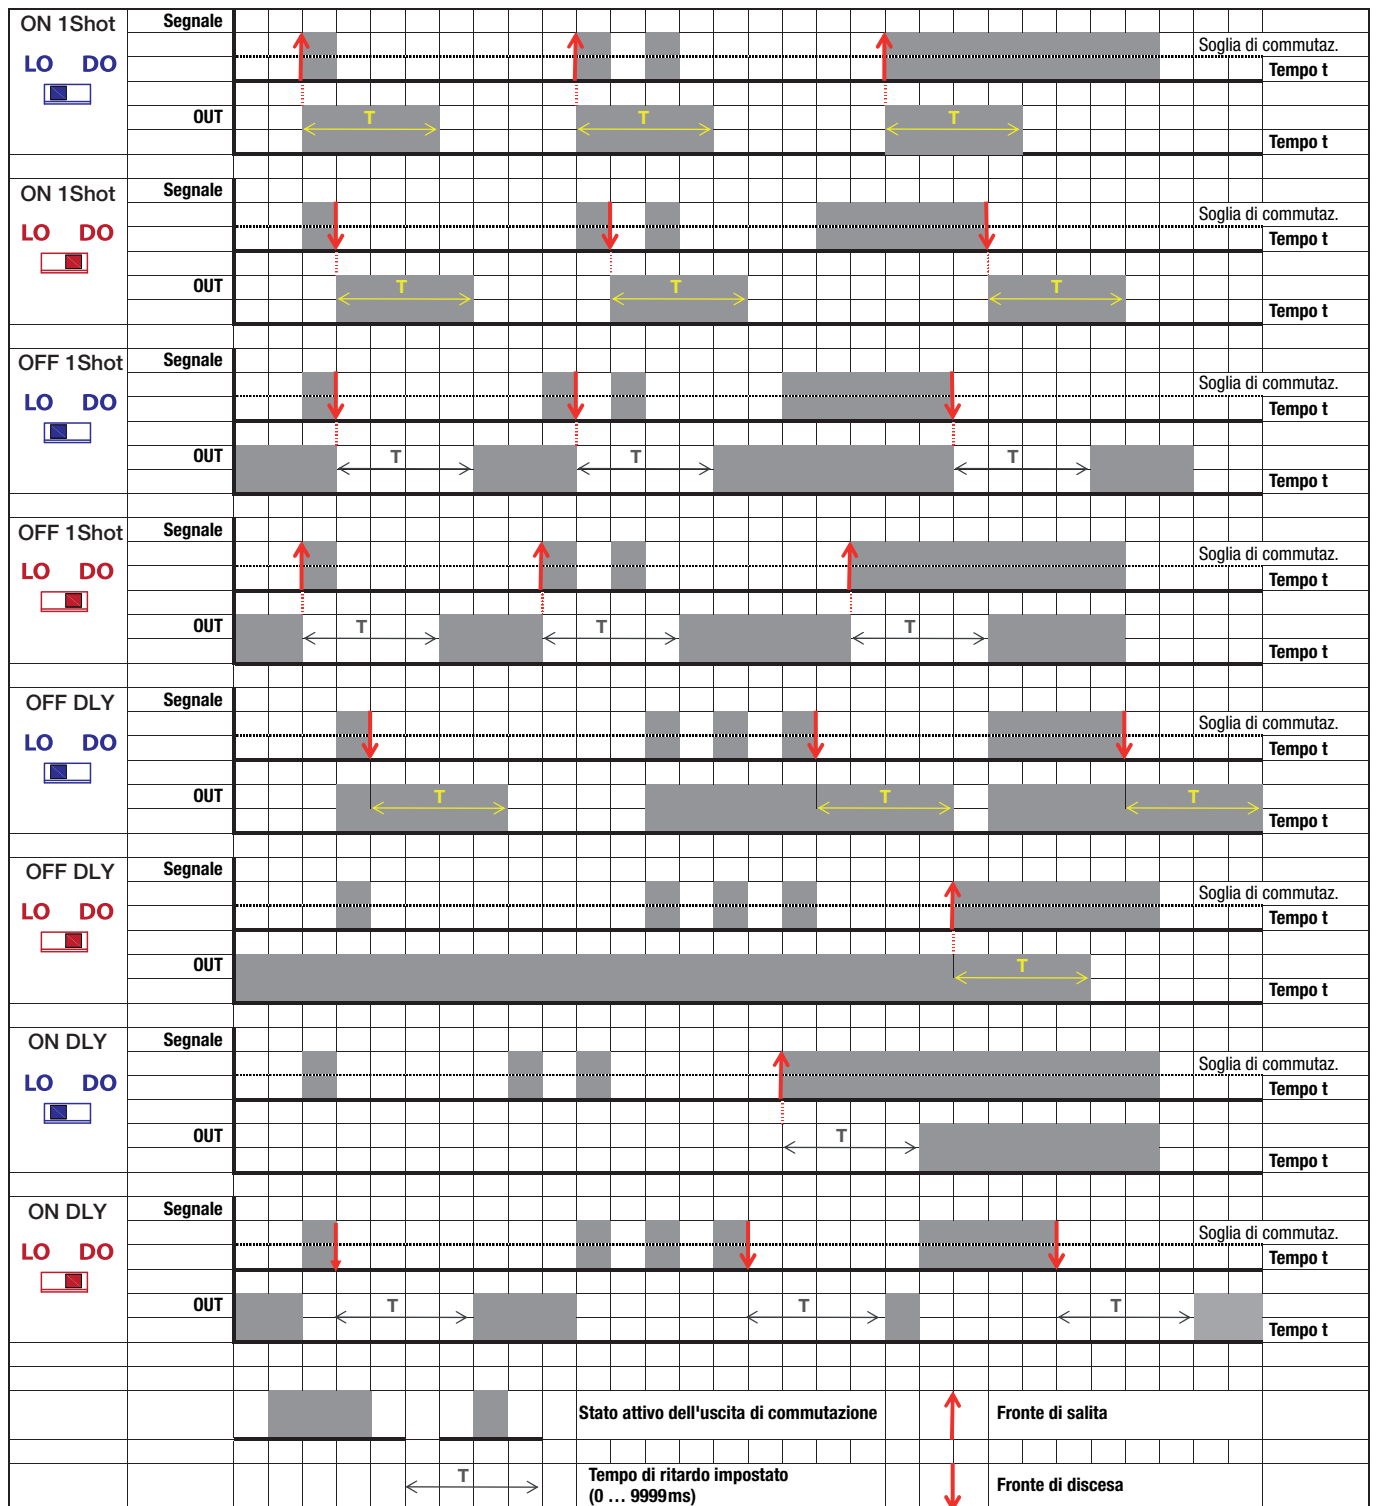 ON 1Shot
Segnale
LO DO
Soglia di commutaz.
Tempo t
OUT
T T T
Tempo t
ON 1Shot
Segnale
LO DO
Soglia di commutaz.
Tempo t
OUT
T T T
Tempo t
OFF 1Shot
Segnale
LO DO
Soglia di commutaz.
Tempo t
OUT
T T T
Tempo t
OFF 1Shot
Segnale
LO DO
Soglia di commutaz.
Tempo t
OUT
T T T
Tempo t
OFF DLY
Segnale
LO DO
Soglia di commutaz.
Tempo t
OUT
T T T
Tempo t
OFF DLY
Segnale
LO DO
Soglia di commutaz.
Tempo t
OUT
T
Tempo t
ON DLY
Segnale
LO DO
Soglia di commutaz.
Tempo t
OUT
T
Tempo t
ON DLY
Segnale
LO DO
Soglia di commutaz.
Tempo t
OUT
T T T
Tempo t
Stato attivo dell'uscita di commutazione
Fronte di salita
T
Tempo di ritardo impostato
(0 … 9999ms)
Fronte di discesa